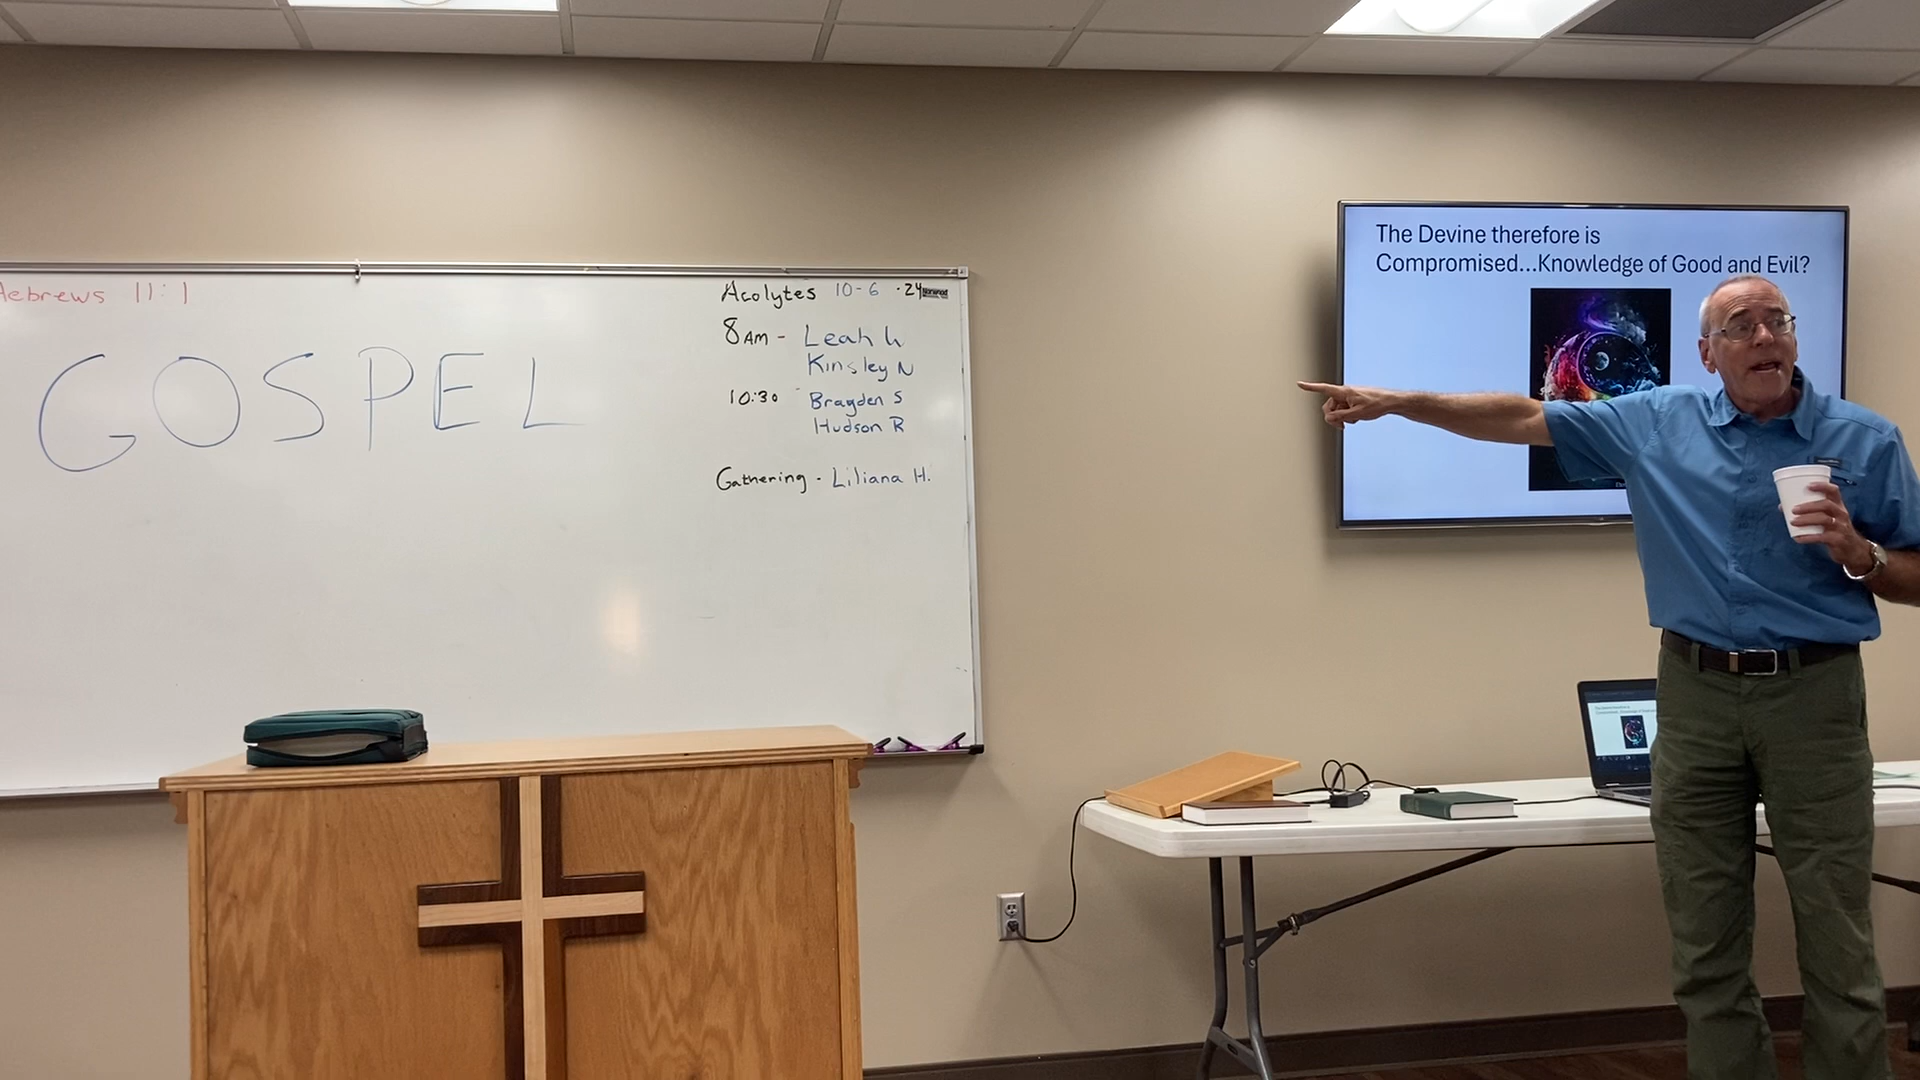 Hebrews 11:1
GOSPEL
Acolytes 10-6-24
8AM - Leah W
Kinsley N
10:30 Brayden S
Hudson R
Gathering - Liliana H.
The Devine therefore is
Compromised...Knowledge of Good and Evil?